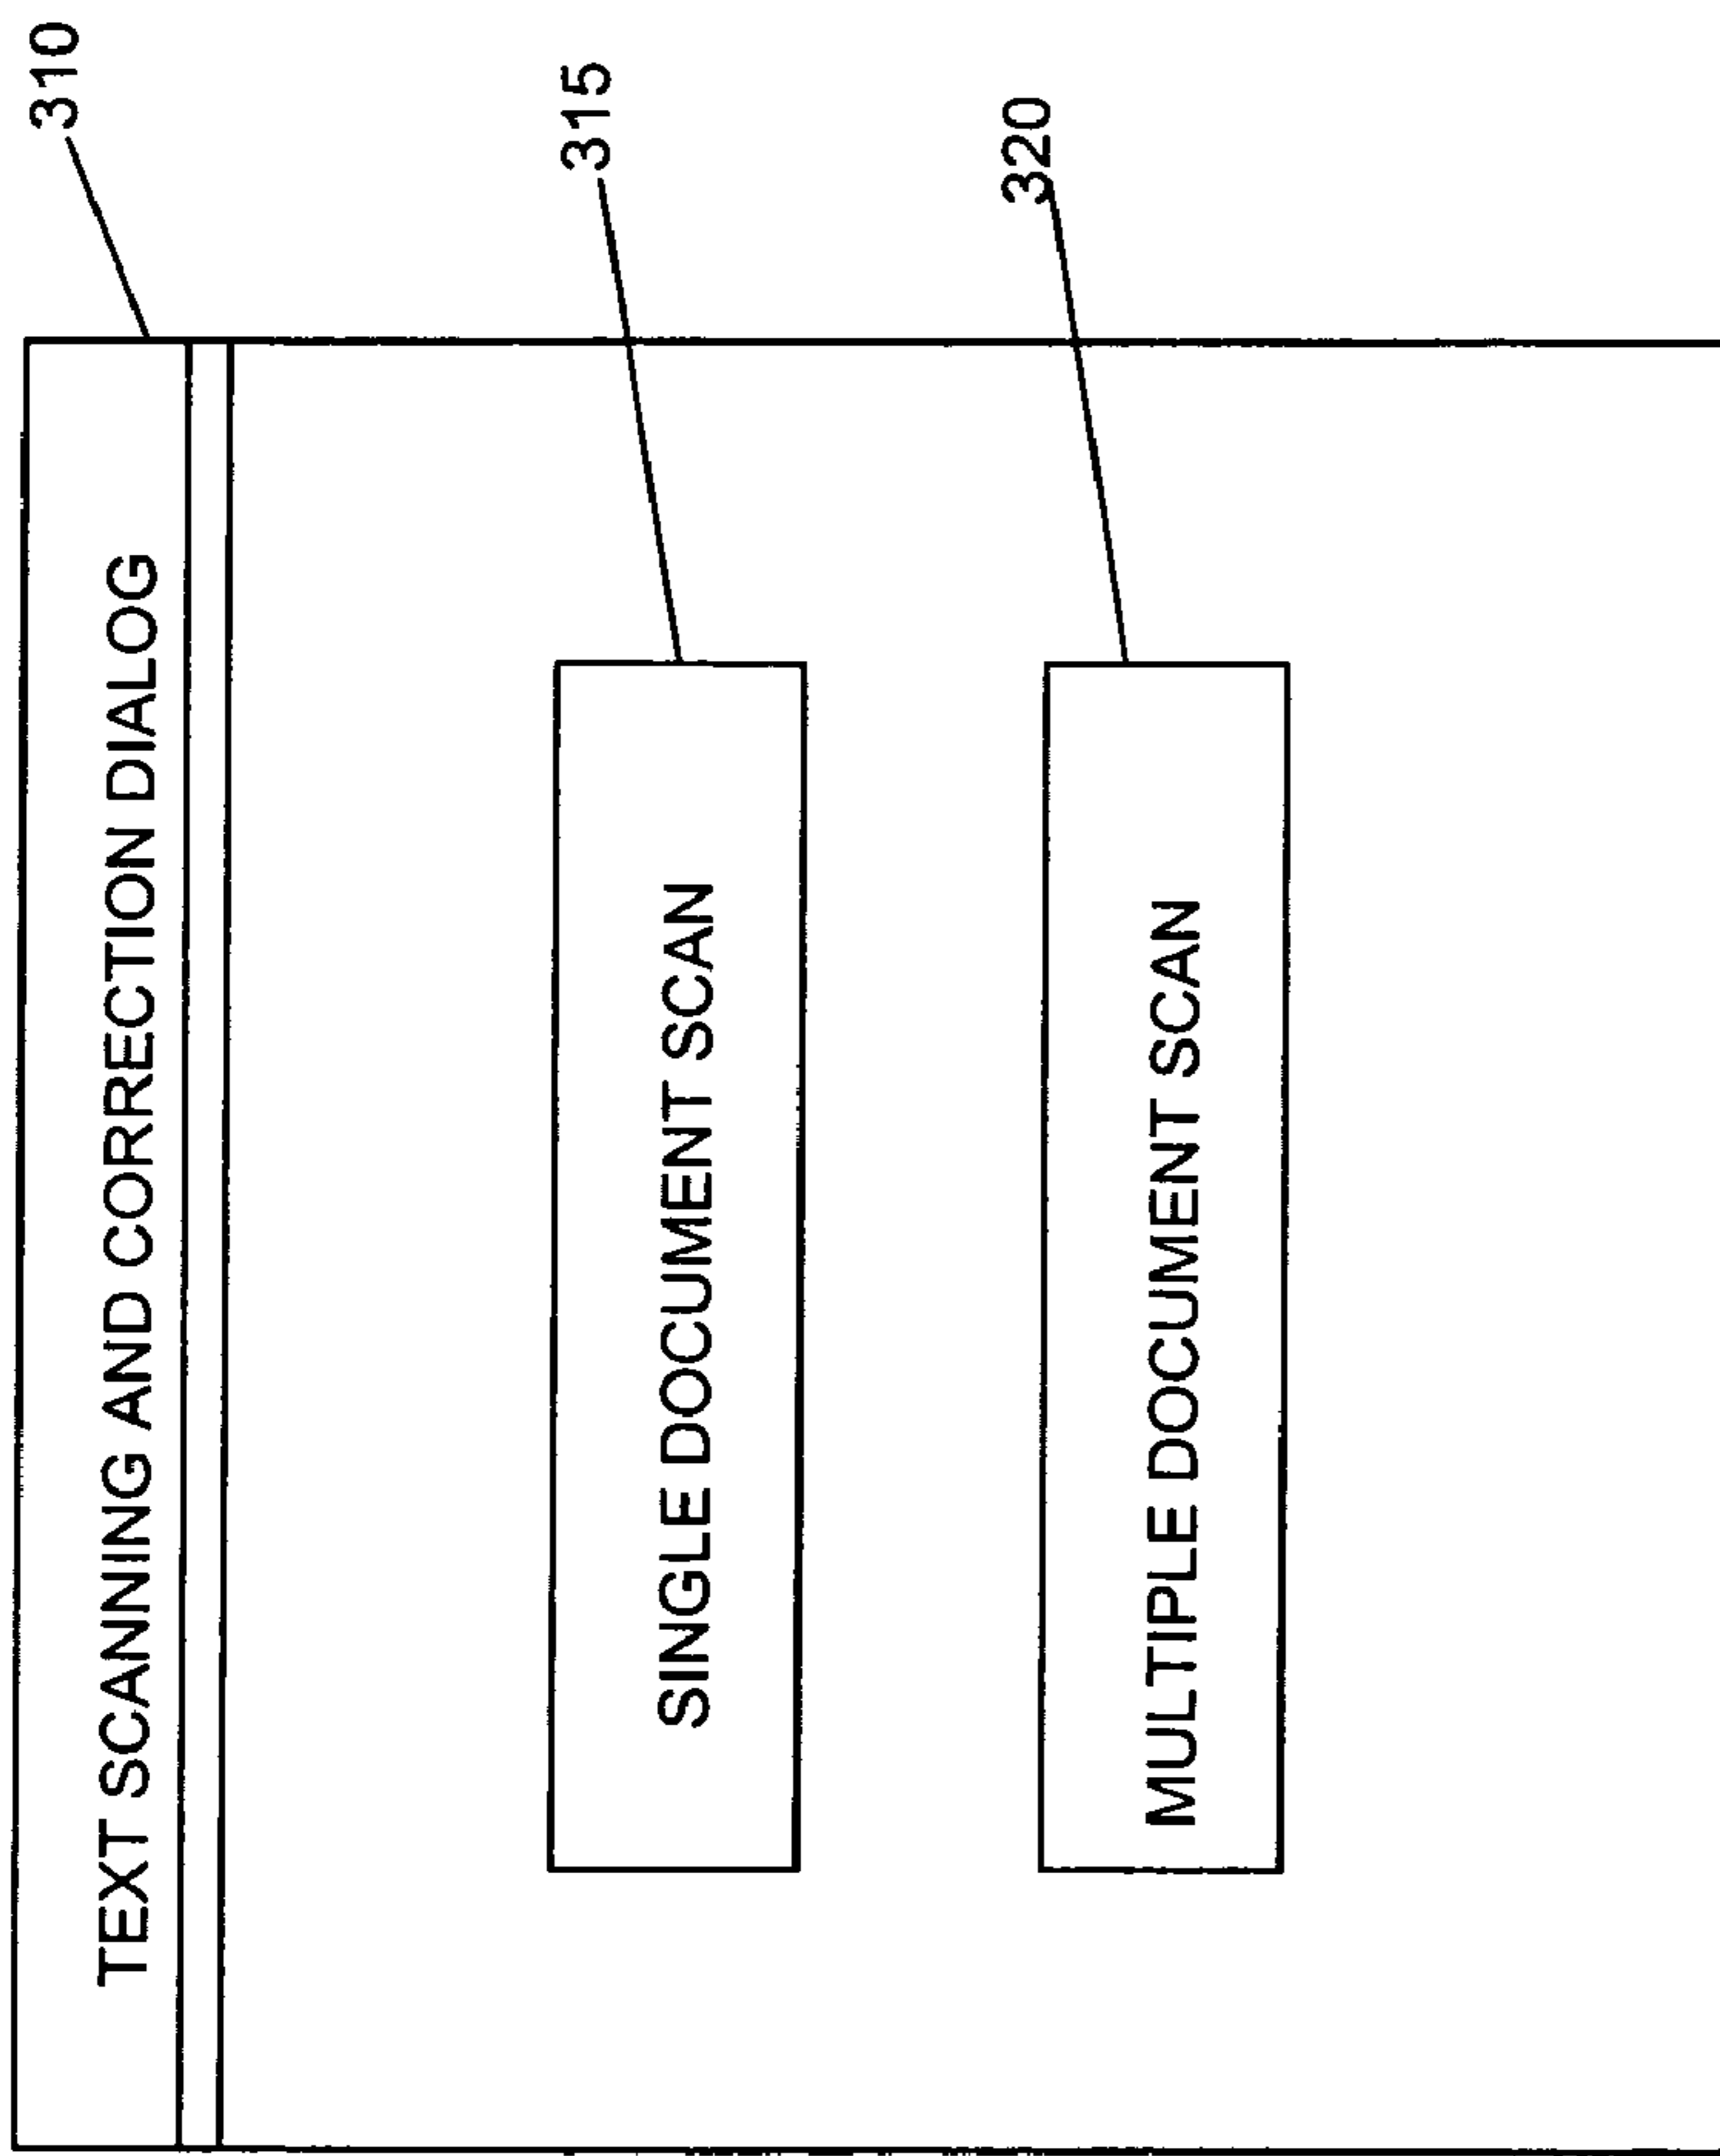 TEXT SCANNING AND CORRECTION DIALOG
310
SINGLE DOCUMENT SCAN
315
MULTIPLE DOCUMENT SCAN
320